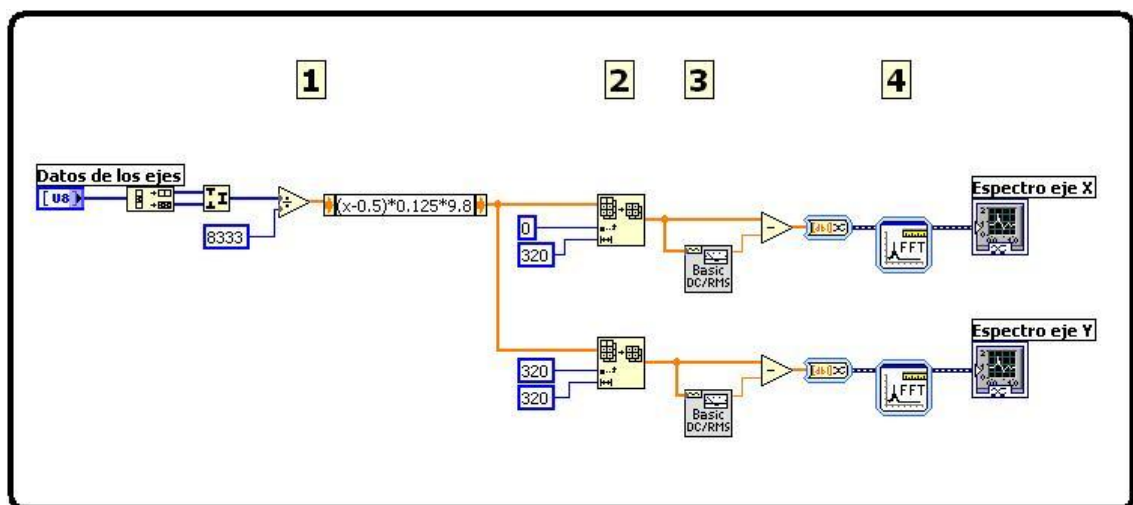 1
2
3
4
Datos de los ejes
[U8]
8333
(x-0.5)*0.125*9.8
0
320
Basic
DC/RMS
FFT
Espectro eje X
320
320
Basic
DC/RMS
FFT
Espectro eje Y